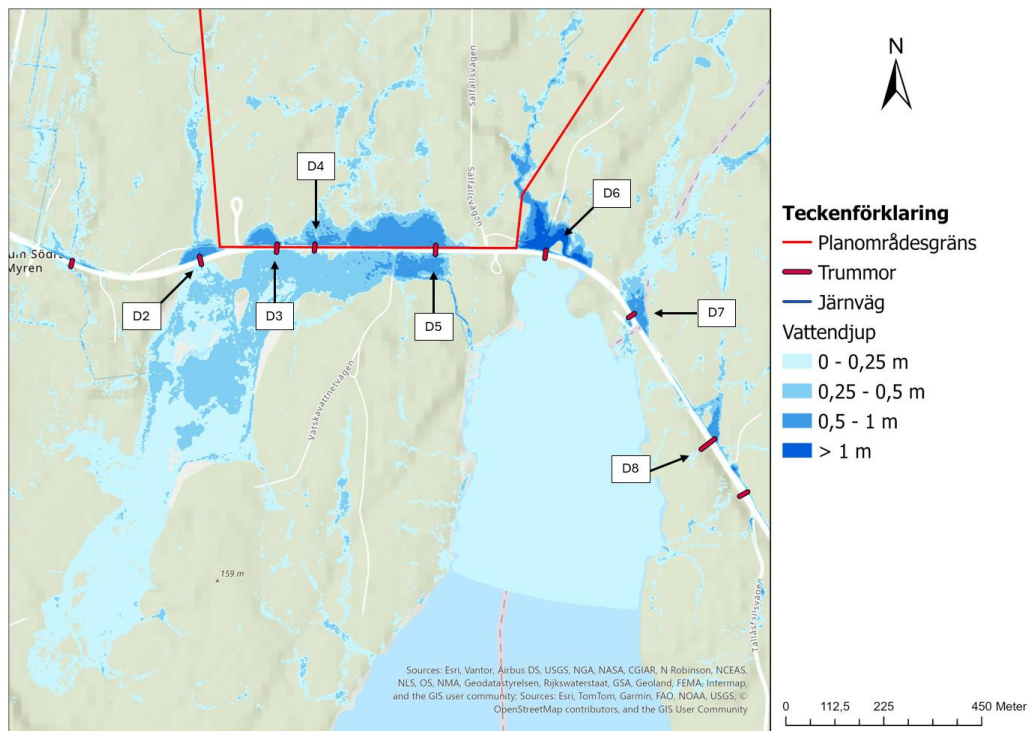 N
Salfallsvägen
Salfallsvägen
D4
D6
Södra
Myren
D2
D3
D5
D7
D8
Vatskavattnetvägen
159 m
Tallåsfallsvägen
Sources: Esri, Vantor, Airbus DS, USGS, NGA, NASA, CGIAR, N Robinson, NCEAS,
NLS, OS, NMA, Geodatastyrelsen, Rijkswaterstaat, GSA, Geoland, FEMA, Intermap,
and the GIS user community; Sources: Esri, TomTom, Garmin, FAO, NOAA, USGS, ©
OpenStreetMap contributors, and the GIS User Community
Teckenförklaring
Planområdesgräns
Trummor
Järnväg
Vattendjup
0 - 0,25 m
0,25 - 0,5 m
0,5 - 1 m
> 1 m
0 112,5 225 450 Meter